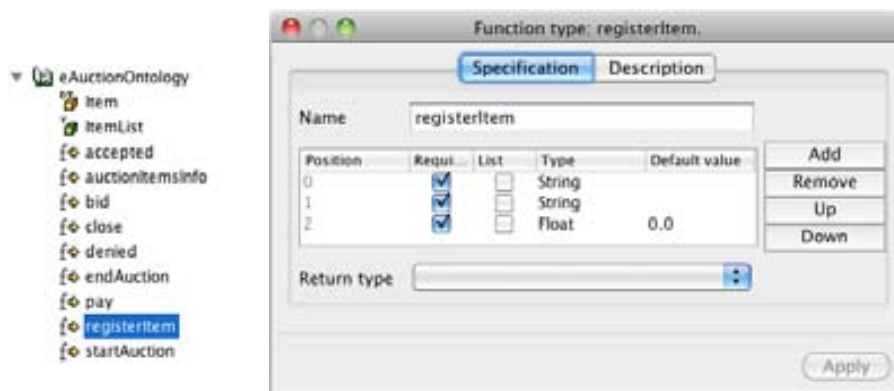 eAuctionOntology
Item
ItemList
accepted
auctionItemsInfo
bid
close
denied
endAuction
pay
registerItem
startAuction
Function type: registerItem.
Specification Description
Name registerItem
Position Requi... List Type Default value
0 String
1 String
2 Float 0.0
Add
Remove
Up
Down
Return type
Apply